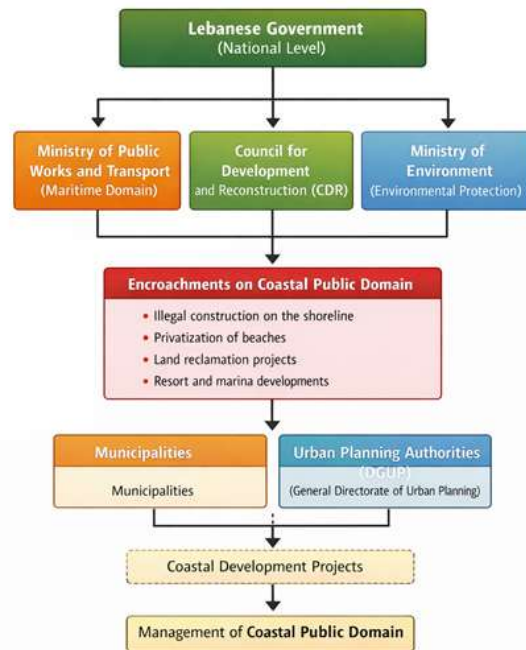 Lebanese Government
(National Level)
Ministry of Public
Works and Transport
(Maritime Domain)
Council for
Development
and Reconstruction (CDR)
Ministry of
Environment
(Environmental Protection)
Encroachments on Coastal Public Domain
• Illegal construction on the shoreline
• Privatization of beaches
• Land reclamation projects
• Resort and marina developments
Municipalities
Municipalities
Urban Planning Authorities
(DGUP)
(General Directorate of Urban Planning)
Coastal Development Projects
Management of Coastal Public Domain